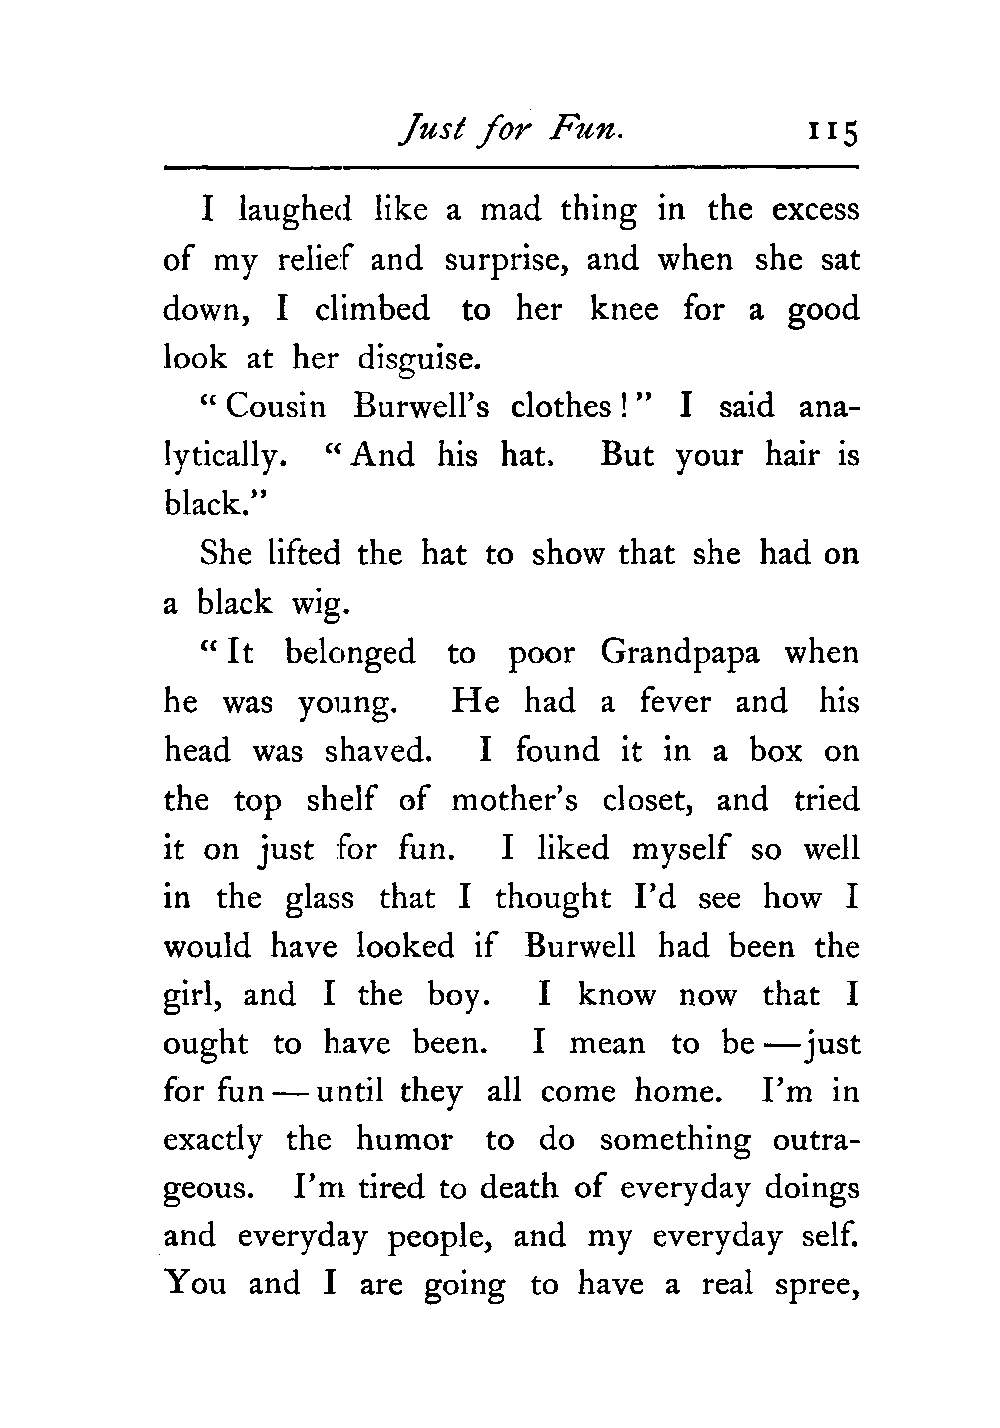 Just for Fun. 115
I laughed like a mad thing in the excess
of my relief and surprise, and when she sat
down, I climbed to her knee for a good
look at her disguise.
“Cousin Burwell’s clothes!” I said ana-
lytically. “And his hat. But your hair is
black.”
She lifted the hat to show that she had on
a black wig.
“It belonged to poor Grandpapa when
he was young. He had a fever and his
head was shaved. I found it in a box on
the top shelf of mother’s closet, and tried
it on just for fun. I liked myself so well
in the glass that I thought I’d see how I
would have looked if Burwell had been the
girl, and I the boy. I know now that I
ought to have been. I mean to be—just
for fun—until they all come home. I’m in
exactly the humor to do something outra-
geous. I’m tired to death of everyday doings
and everyday people, and my everyday self.
You and I are going to have a real spree,